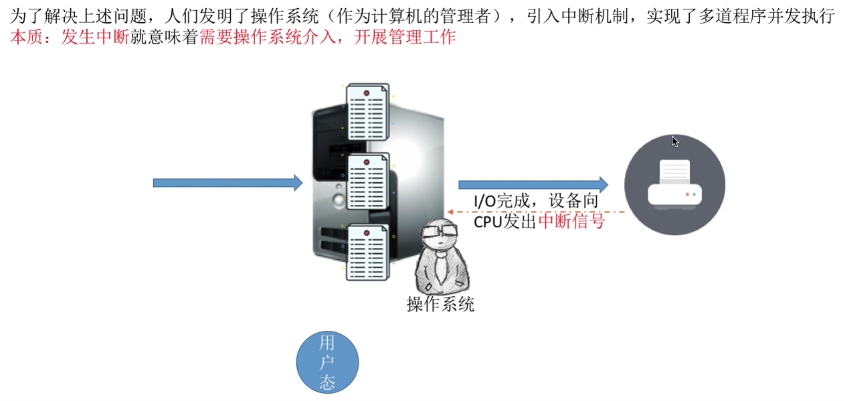 为了解决上述问题，人们发明了操作系统（作为计算机的管理者），引入中断机制，实现了多道程序并发执行
本质：发生中断就意味着需要操作系统介入，开展管理工作
I/O完成，设备向
CPU发出中断信号
操作系统
用
户
态